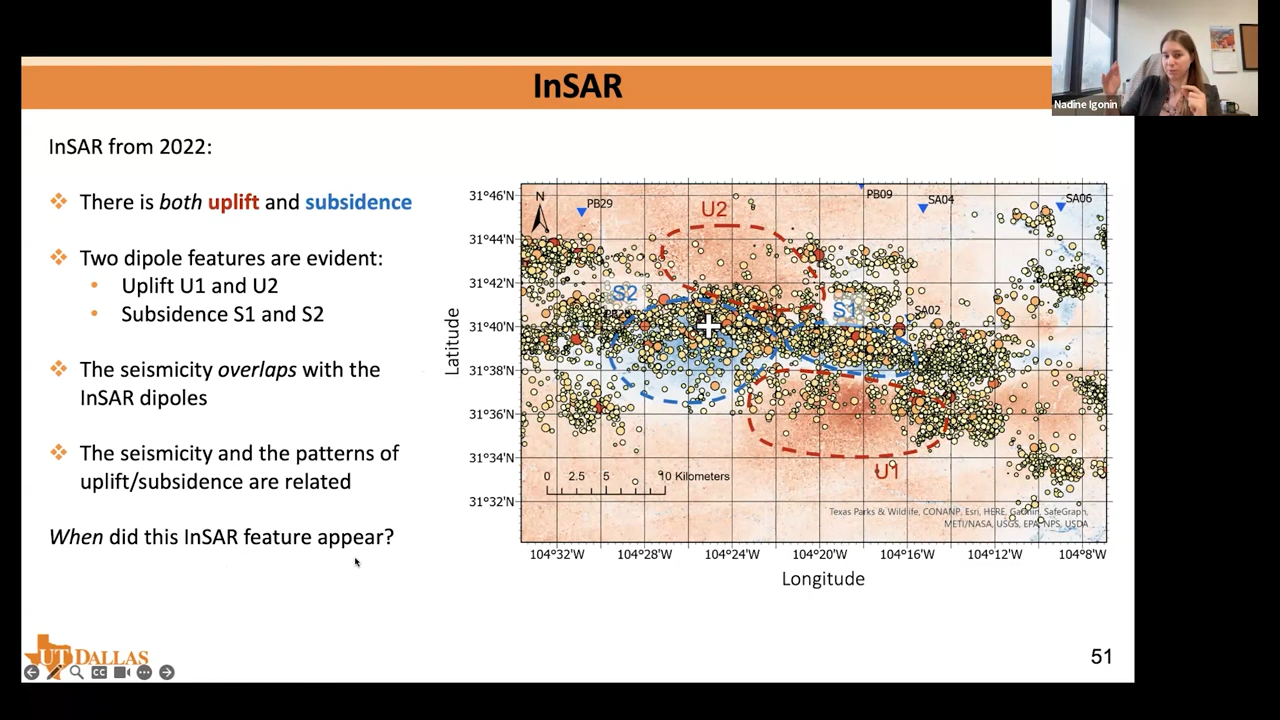 InSAR
Nadine Igonin
InSAR from 2022:
There is both uplift and subsidence
Two dipole features are evident:
Uplift U1 and U2
Subsidence S1 and S2
The seismicity overlaps with the
InSAR dipoles
The seismicity and the patterns of
uplift/subsidence are related
When did this InSAR feature appear?
Latitude
31°46'N
31°44'N
31°42'N
31°40'N
31°38'N
31°36'N
31°34'N
31°32'N
N
PB29
PB09
SA04
SA06
U2
S2
S1
SA02
U1
0 2.5 5 10 Kilometers
Texas Parks & Wildlife, CONANP, Esri, HERE, Garmin, SafeGraph,
METI/NASA, USGS, EPA, NPS, USDA
104°32'W 104°28'W 104°24'W 104°20'W 104°16'W 104°12'W 104°8'W
Longitude
UT DALLAS
CC
51